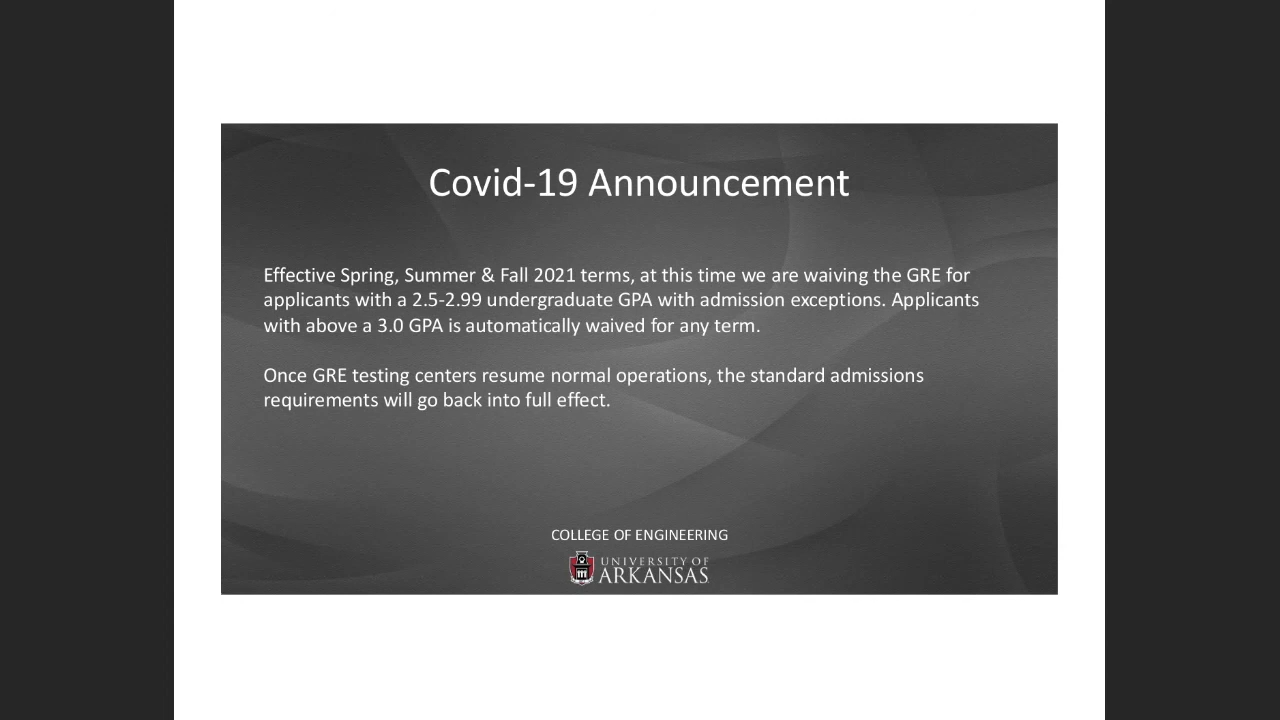 Covid-19 Announcement
Effective Spring, Summer & Fall 2021 terms, at this time we are waiving the GRE for
applicants with a 2.5-2.99 undergraduate GPA with admission exceptions. Applicants
with above a 3.0 GPA is automatically waived for any term.
Once GRE testing centers resume normal operations, the standard admissions
requirements will go back into full effect.
COLLEGE OF ENGINEERING
UNIVERSITY OF
ARKANSAS